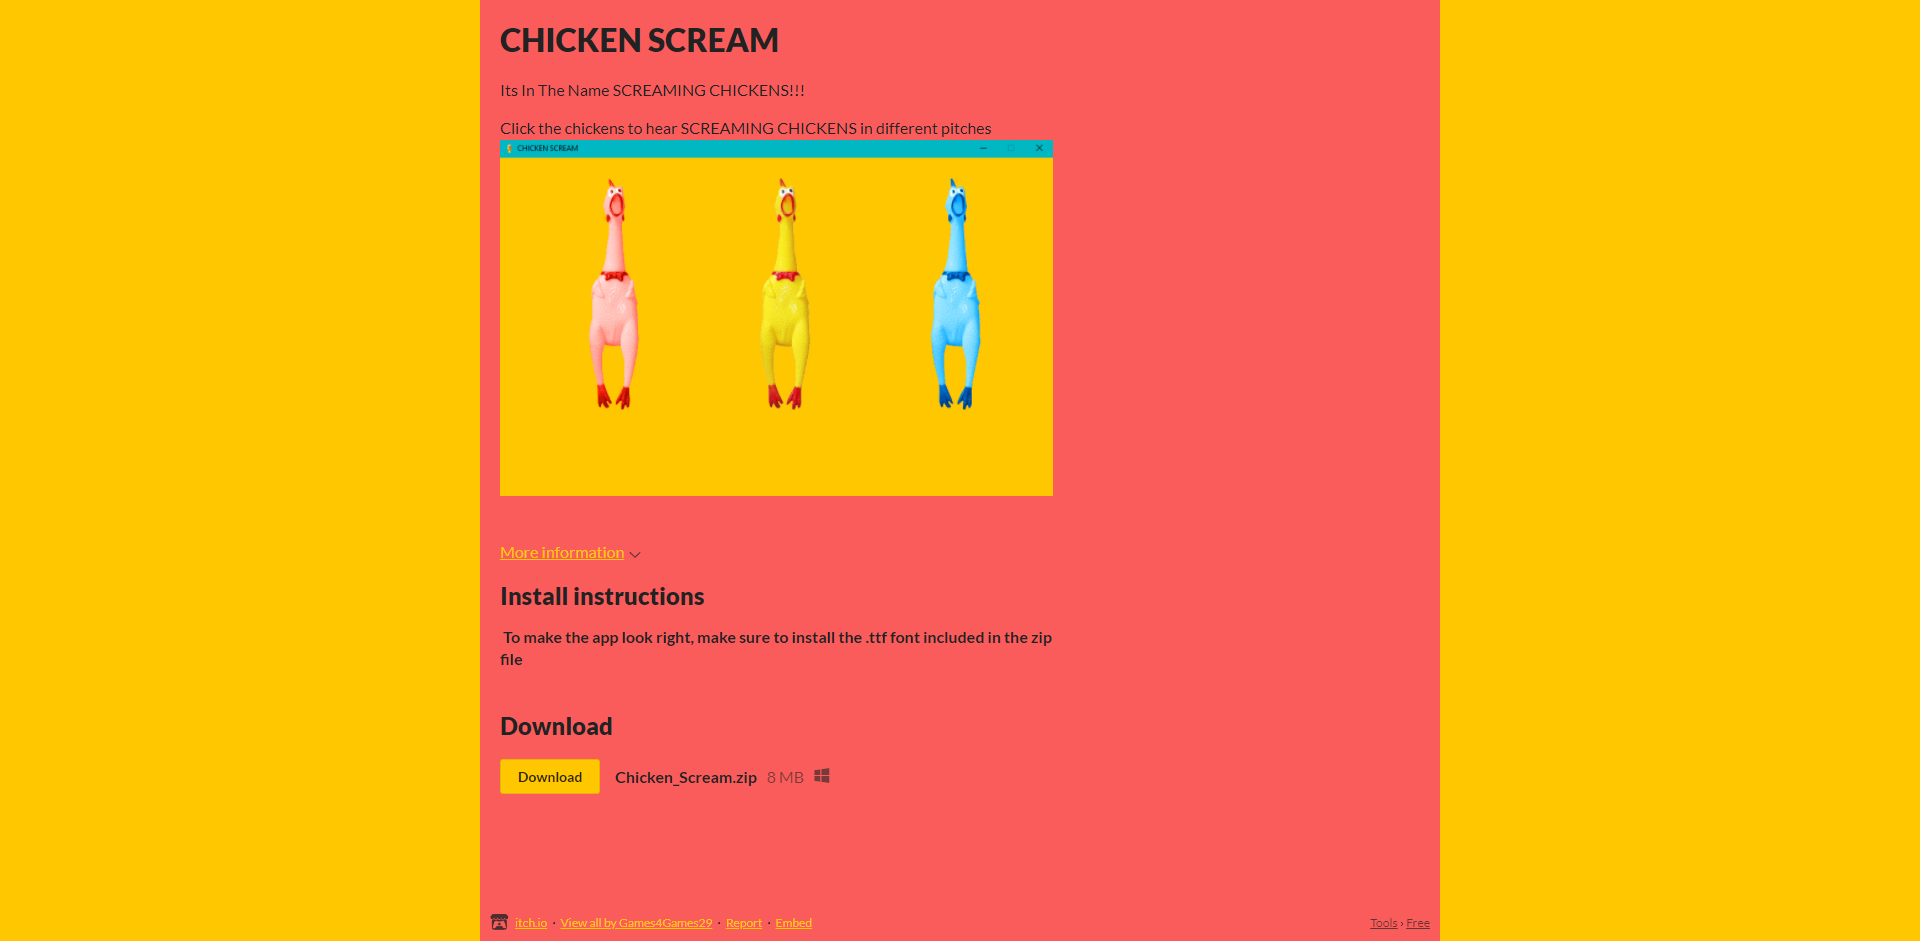 CHICKEN SCREAM
Its In The Name SCREAMING CHICKENS!!!
Click the chickens to hear SCREAMING CHICKENS in different pitches
CHICKEN SCREAM
More information
Install instructions
To make the app look right, make sure to install the .ttf font included in the zip
file
Download
Download Chicken_Scream.zip 8 MB
itch.io · View all by Games4Games29 · Report · Embed Tools › Free